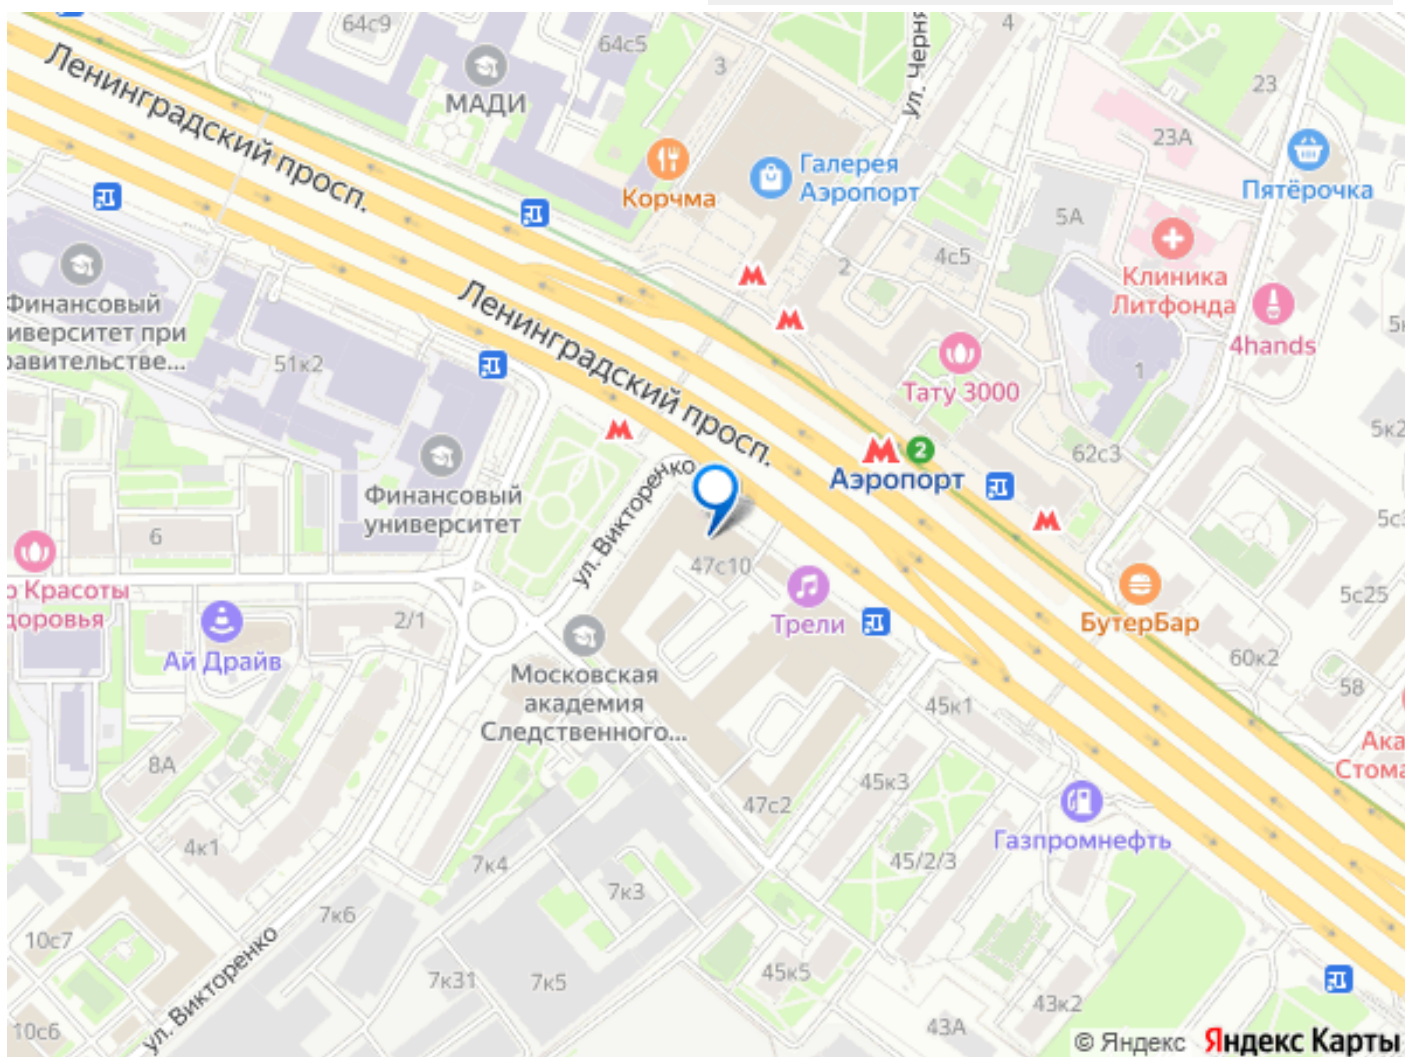 64с9
64с5
4
ул. Черня
3
23
МАДИ
23А
Ленинградский просп.
Галерея
Аэропорт
Корчма
Пятёрочка
5А
4с5
2
Клиника
Литфонда
Финансовый
иверситет при
равительстве...
Ленинградский просп.
4hands
51к2
1
Тату 3000
5к2
62с3
2
Аэропорт
Финансовый
университет
ул. Викторенко
6
47с10
о Красоты
доровья
2/1
Трели
5с25
БутерБар
Ай Драйв
60к2
58
Московская
академия
Следственного...
45к1
Ака
Стома
8А
45к3
47с2
Газпромнефть
4к1
7к4
45/2/3
7к3
7к6
10с7
ул. Викторенко
7к31
7к5
45к5
43к2
10с6
43А
© Яндекс Яндекс Карты